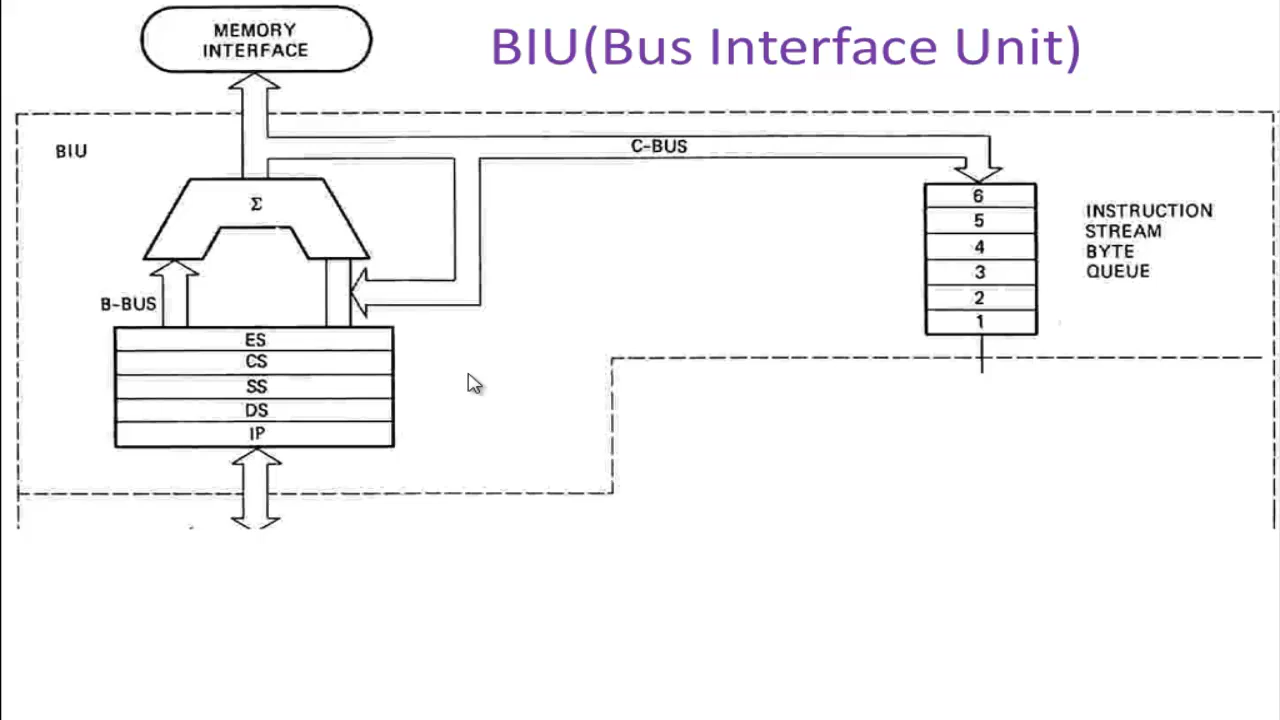 MEMORY
INTERFACE
BIU(Bus Interface Unit)
BIU
C-BUS
Σ
6
5
4
3
2
1
INSTRUCTION
STREAM
BYTE
QUEUE
B-BUS
ES
CS
SS
DS
IP